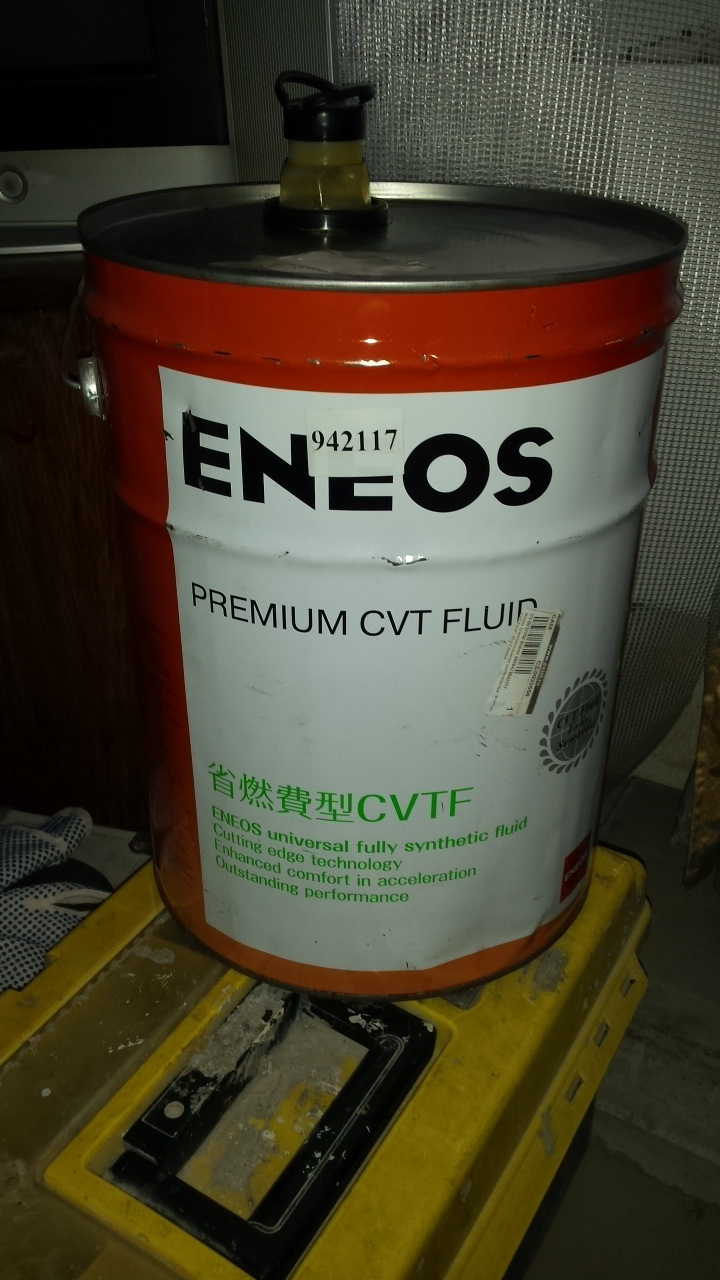 ENEOS
942117
PREMIUM CVT FLUID
省燃費型CVTF
ENEOS universal fully synthetic fluid
Cutting edge technology
Enhanced comfort in acceleration
Outstanding performance
ENEOS